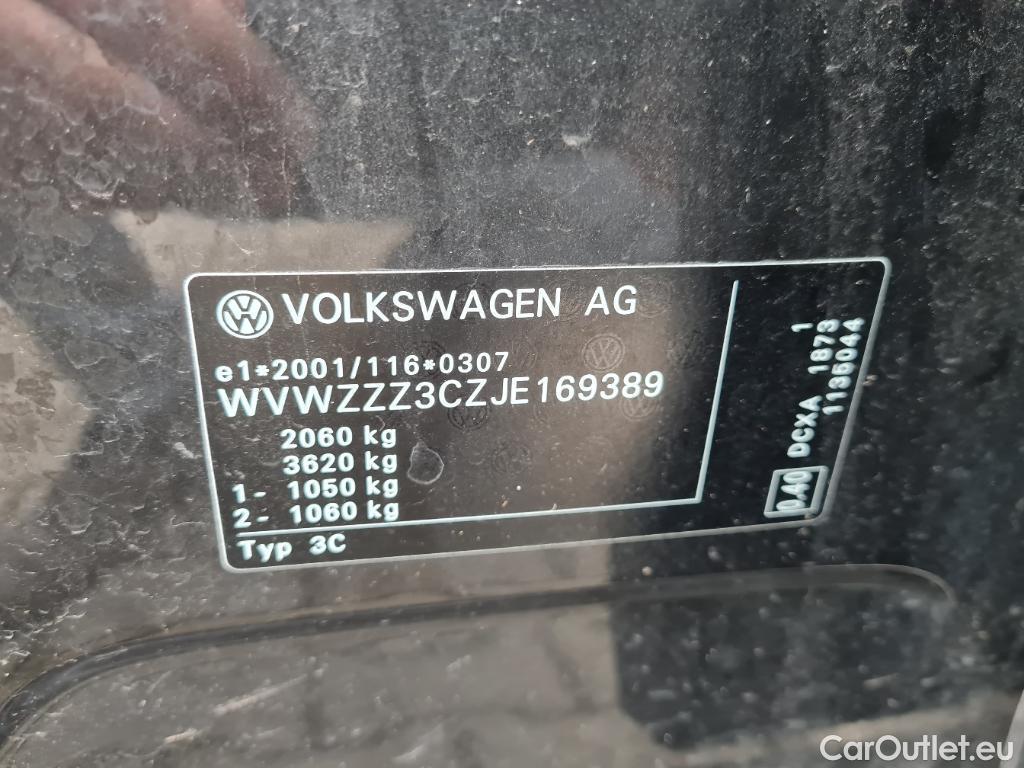 VOLKSWAGEN AG
e1*2001/116*0307
WVWZZZ3CZJE169389
2060 kg
3620 kg
1- 1050 kg
2- 1060 kg
Typ 3C
0.40 DCXA 1873 1
1135044
CarOutlet.eu